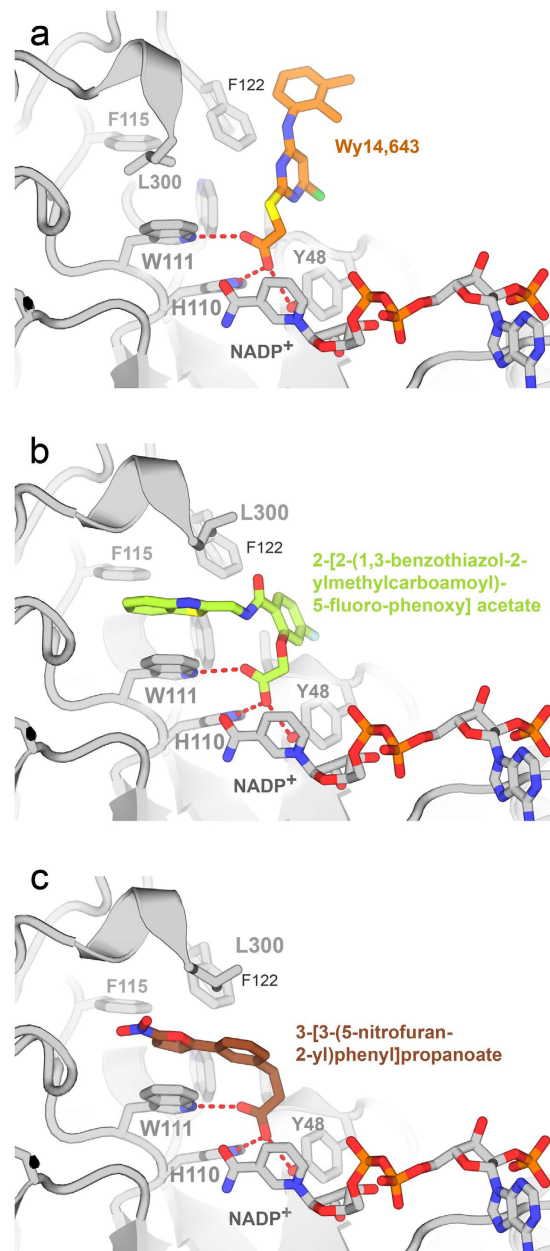 a
F122
F115
Wy14,643
L300
W111
Y48
H110
NADP+
b
L300
F122
F115
2-[2-(1,3-benzothiazol-2-
ylmethylcarboamoyl)-
5-fluoro-phenoxy] acetate
W111
Y48
H110
NADP+
c
L300
F122
F115
3-[3-(5-nitrofuran-
2-yl)phenyl]propanoate
W111
Y48
H110
NADP+